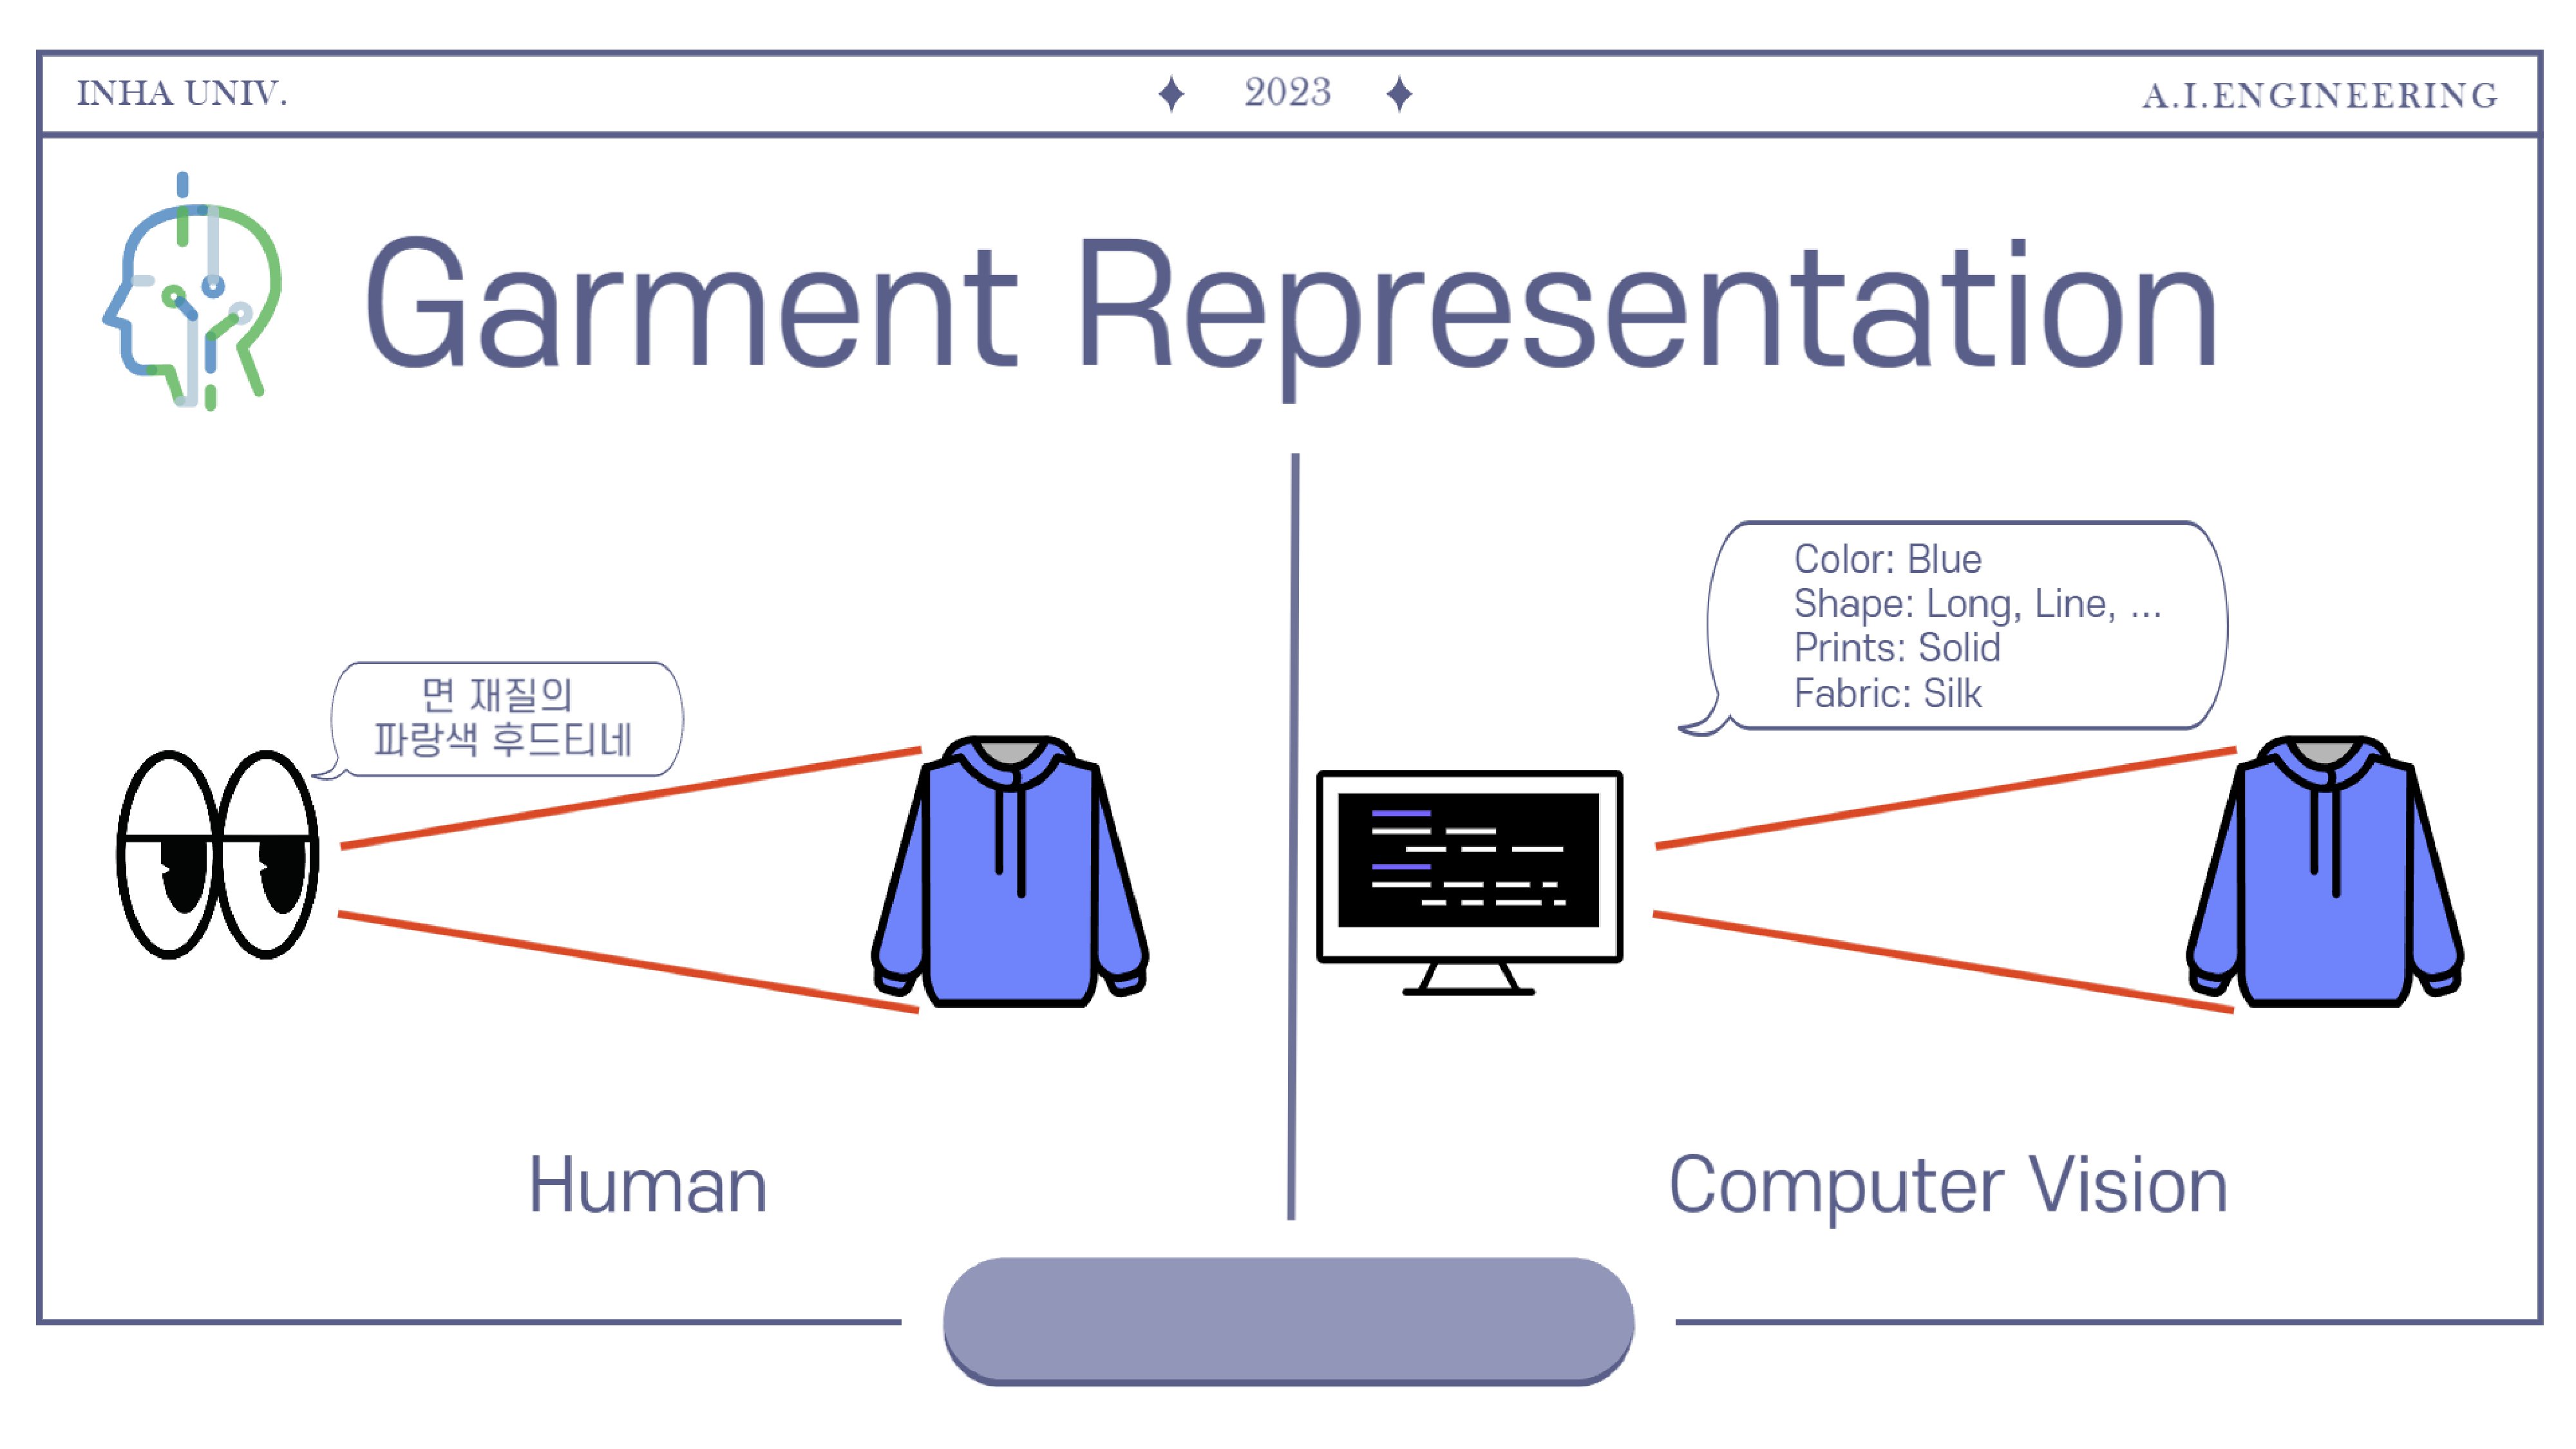 INHA UNIV.
2023
A.I.ENGINEERING
Garment Representation
면 재질의
파랑색 후드티네
Color: Blue
Shape: Long, Line, ...
Prints: Solid
Fabric: Silk
Human
Computer Vision